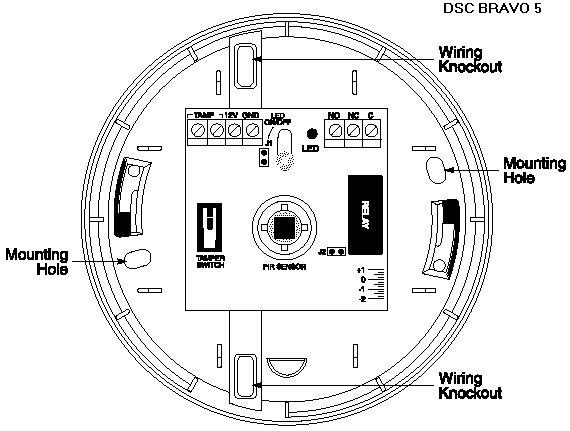 DSC BRAVO 5
Wiring
Knockout
TAMP 12V GND
LED
ON/OFF
J1
LED
NO NC C
Mounting
Hole
RELAY
Mounting
Hole
TAMPER
SWITCH
PIR SENSOR
J2
+1
0
-1
-2
Wiring
Knockout